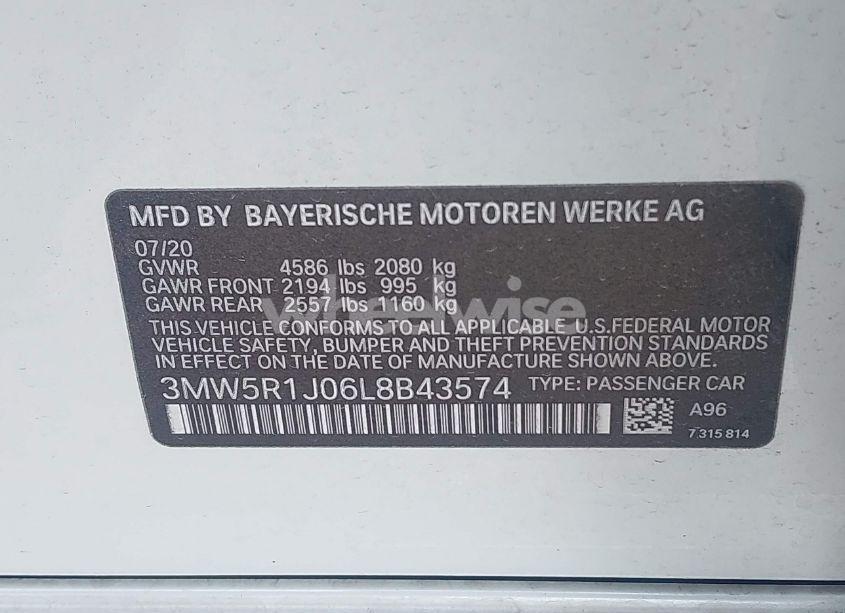 MFD BY BAYERISCHE MOTOREN WERKE AG
07/20
GVWR 4586 lbs 2080 kg
GAWR FRONT 2194 lbs 995 kg
GAWR REAR 2557 lbs 1160 kg
wheelwise
THIS VEHICLE CONFORMS TO ALL APPLICABLE U.S.FEDERAL MOTOR
VEHICLE SAFETY, BUMPER AND THEFT PREVENTION STANDARDS
IN EFFECT ON THE DATE OF MANUFACTURE SHOWN ABOVE.
3MW5R1J06L8B43574 TYPE: PASSENGER CAR
A96
7 315 814